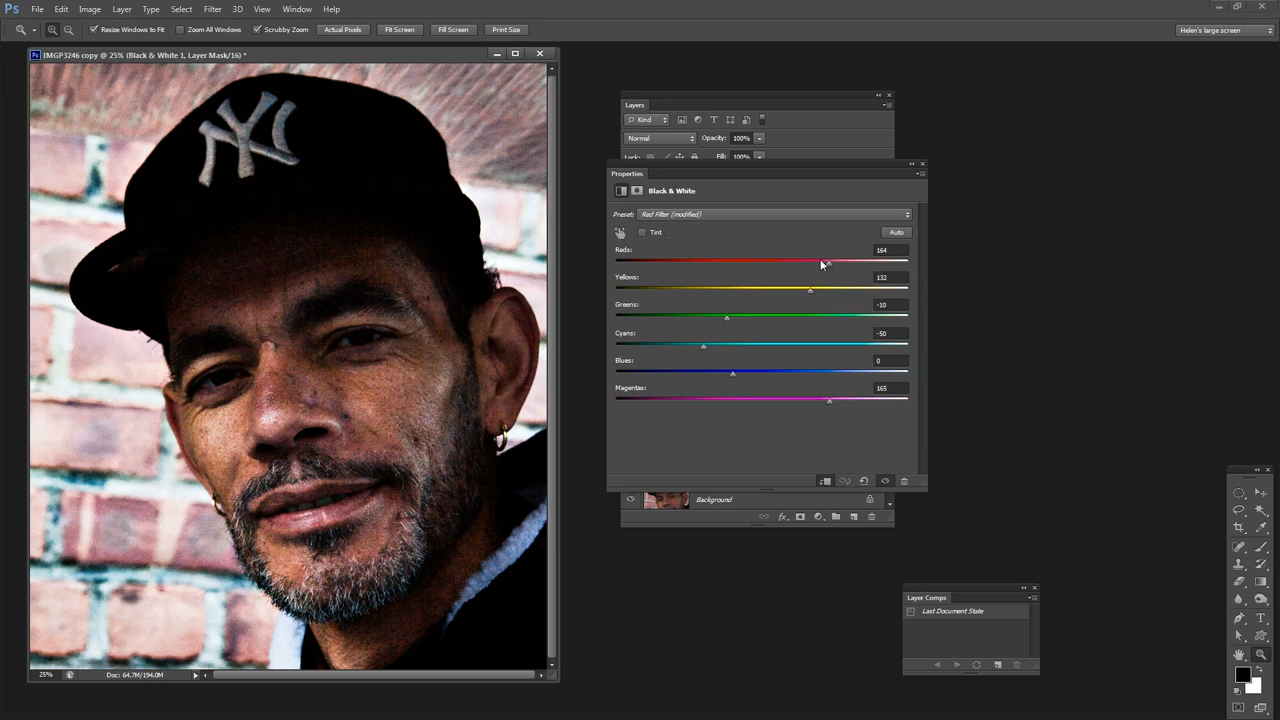 Ps File Edit Image Layer Type Select Filter 3D View Window Help
Resize Windows to Fit Zoom All Windows Scrubby Zoom Actual Pixels Fit Screen Fill Screen Print Size Helen's large screen
Ps IMGP3246 copy @ 25% (Black & White 1, Layer Mask/16) *
NY
25% Doc: 64.7M/194.0M
Layers
Kind
Normal Opacity: 100%
Lock: Fill: 100%
Properties
Black & White
Preset: Red Filter (modified)
Tint Auto
Reds: 164
Yellows: 132
Greens: -10
Cyans: -50
Blues: 0
Magentas: 165
Background
fx
Layer Comps
Last Document State